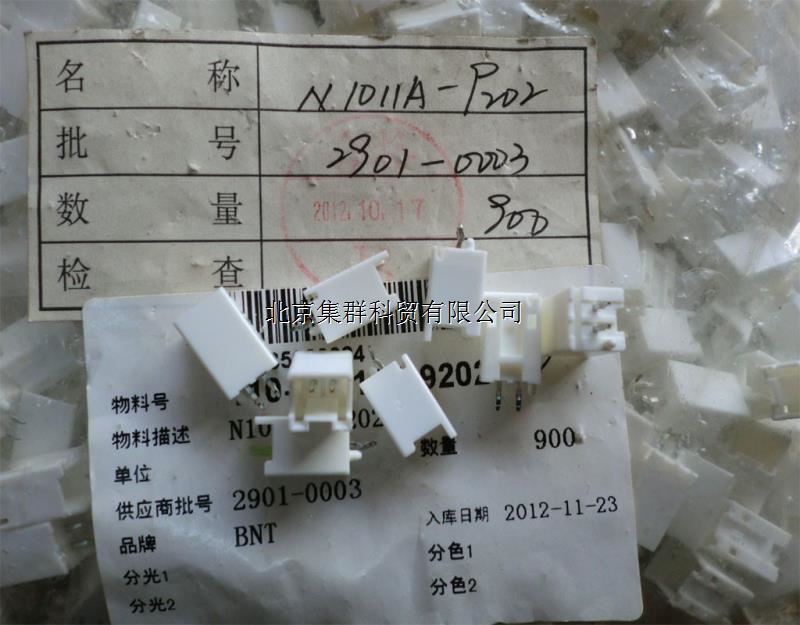 名称 N1011A-P202
批号 2901-0003
数量 900
2012.10.17
检查
北京集群科贸有限公司
物料号 9202
物料描述 N10 202
数量 900
单位
供应商批号 2901-0003
入库日期 2012-11-23
品牌 BNT
分色1
分光1
分色2
分光2